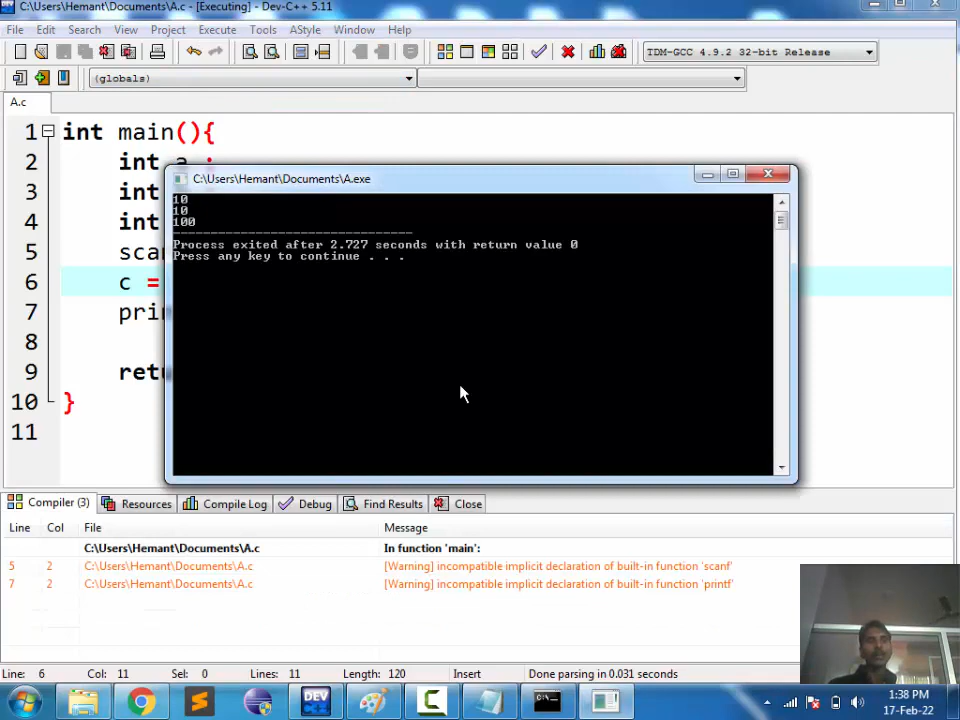 C:\Users\Hemant\Documents\A.c - [Executing] - Dev-C++ 5.11
File Edit Search View Project Execute Tools AStyle Window Help
TDM-GCC 4.9.2 32-bit Release
(globals)
A.c
1 int main(){
2 int a ;
3 int
4 int
5
6 c =
7
8
9
10 }
11
C:\Users\Hemant\Documents\A.exe
10
10
100
--------------------------------
Process exited after 2.727 seconds with return value 0
Press any key to continue . . .
Compiler (3) Resources Compile Log Debug Find Results Close
Line Col File Message
C:\Users\Hemant\Documents\A.c In function 'main':
5 2 C:\Users\Hemant\Documents\A.c [Warning] incompatible implicit declaration of built-in function 'scanf'
7 2 C:\Users\Hemant\Documents\A.c [Warning] incompatible implicit declaration of built-in function 'printf'
Line: 6 Col: 11 Sel: 0 Lines: 11 Length: 120 Insert Done parsing in 0.031 seconds
DEV
C
1:38 PM
17-Feb-22